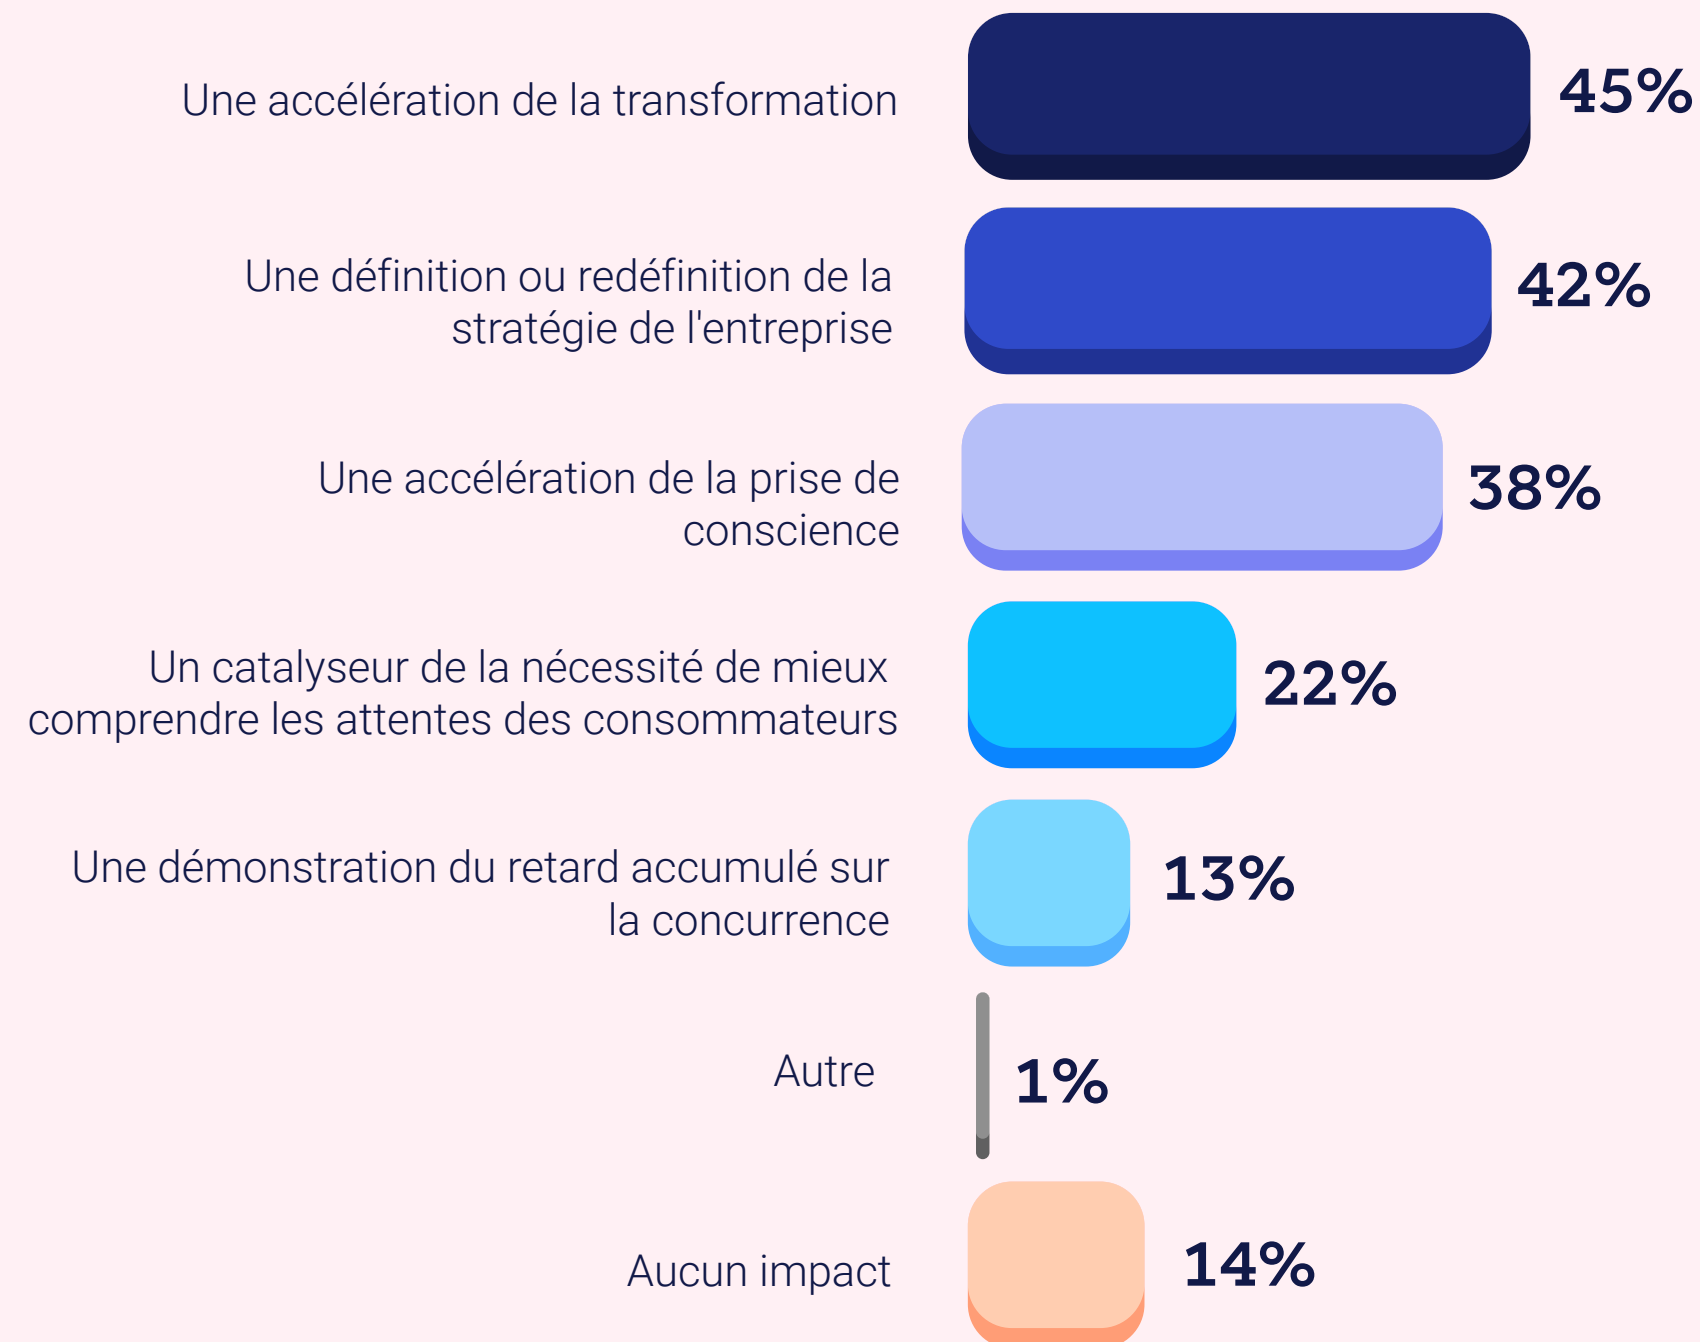 Une accélération de la transformation
45%
Une définition ou redéfinition de la
stratégie de l'entreprise
42%
Une accélération de la prise de
conscience
38%
Un catalyseur de la nécessité de mieux
comprendre les attentes des consommateurs
22%
Une démonstration du retard accumulé sur
la concurrence
13%
Autre
1%
Aucun impact
14%